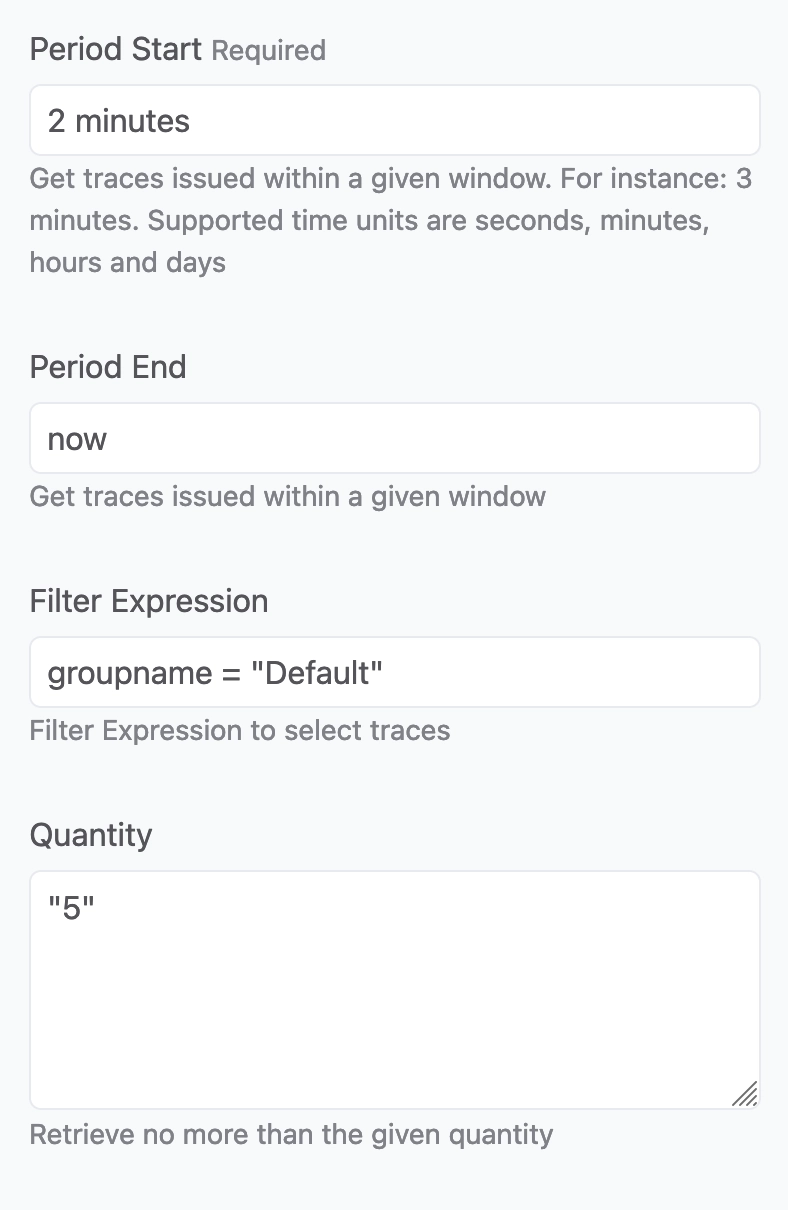 Period Start Required
2 minutes
Get traces issued within a given window. For instance: 3
minutes. Supported time units are seconds, minutes,
hours and days
Period End
now
Get traces issued within a given window
Filter Expression
groupname = "Default"
Filter Expression to select traces
Quantity
"5"
Retrieve no more than the given quantity